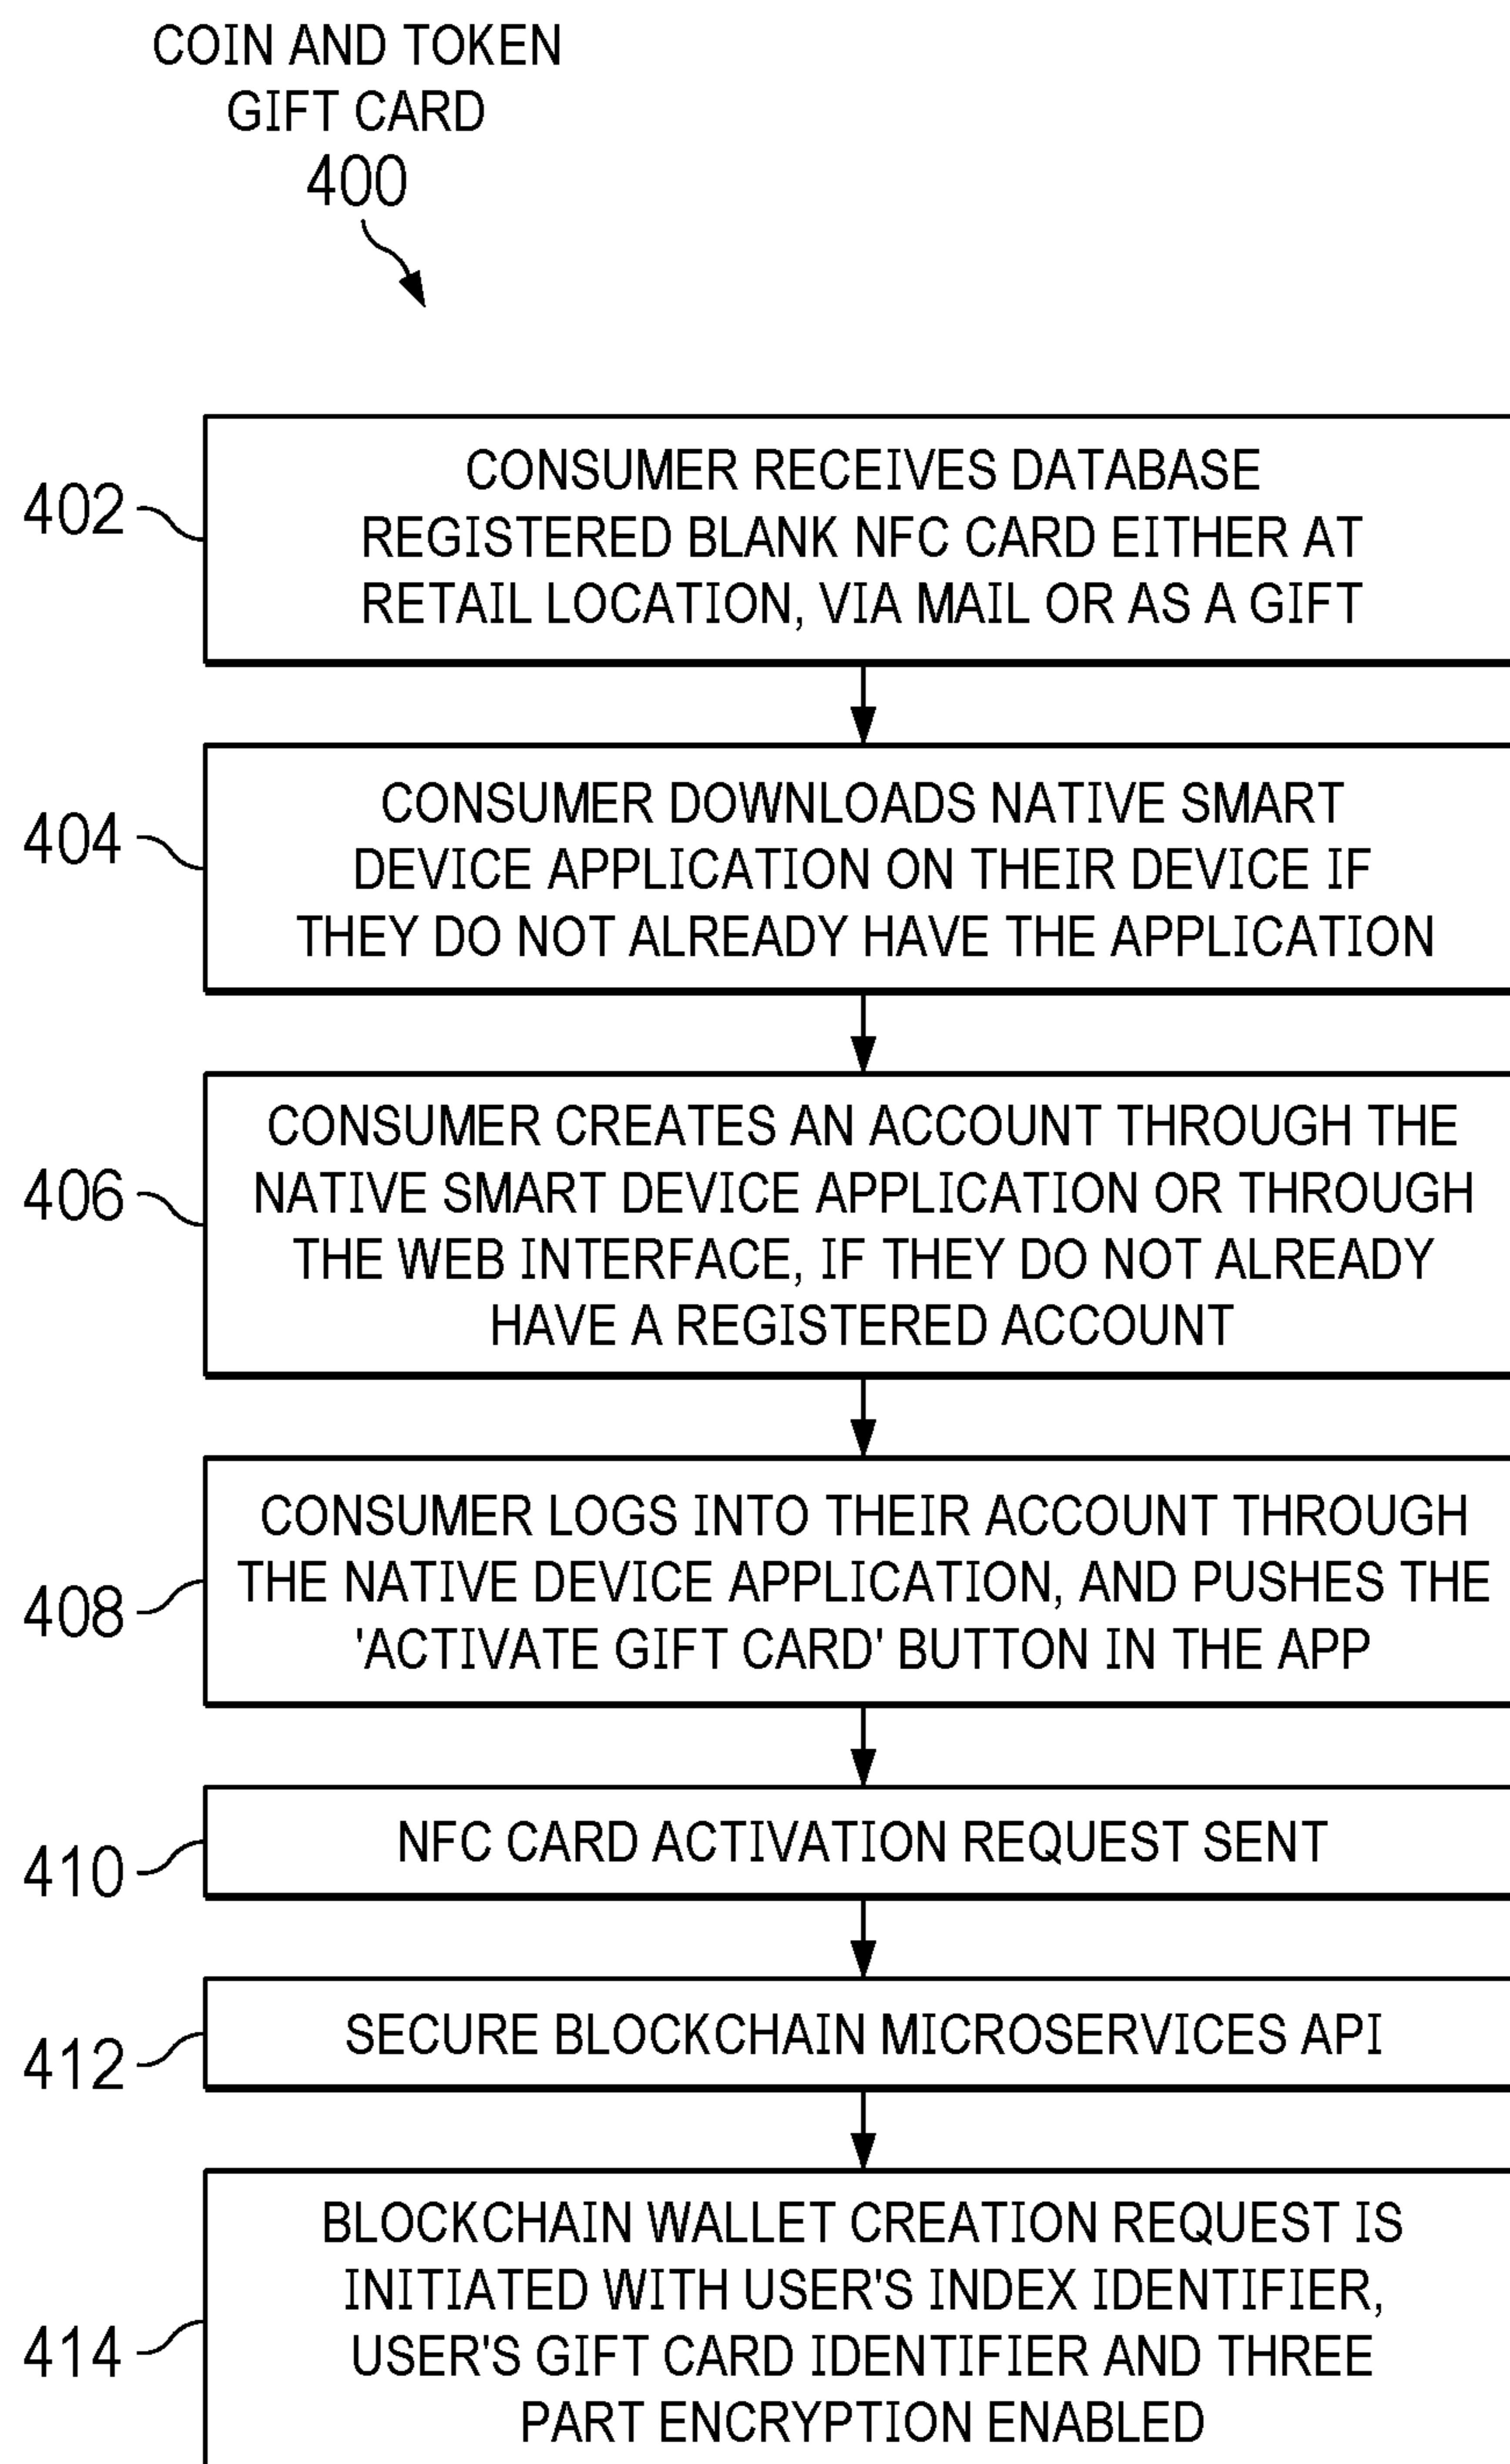 COIN AND TOKEN
GIFT CARD
400
402
CONSUMER RECEIVES DATABASE
REGISTERED BLANK NFC CARD EITHER AT
RETAIL LOCATION, VIA MAIL OR AS A GIFT
404
CONSUMER DOWNLOADS NATIVE SMART
DEVICE APPLICATION ON THEIR DEVICE IF
THEY DO NOT ALREADY HAVE THE APPLICATION
406
CONSUMER CREATES AN ACCOUNT THROUGH THE
NATIVE SMART DEVICE APPLICATION OR THROUGH
THE WEB INTERFACE, IF THEY DO NOT ALREADY
HAVE A REGISTERED ACCOUNT
408
CONSUMER LOGS INTO THEIR ACCOUNT THROUGH
THE NATIVE DEVICE APPLICATION, AND PUSHES THE
'ACTIVATE GIFT CARD' BUTTON IN THE APP
410
NFC CARD ACTIVATION REQUEST SENT
412
SECURE BLOCKCHAIN MICROSERVICES API
414
BLOCKCHAIN WALLET CREATION REQUEST IS
INITIATED WITH USER'S INDEX IDENTIFIER,
USER'S GIFT CARD IDENTIFIER AND THREE
PART ENCRYPTION ENABLED